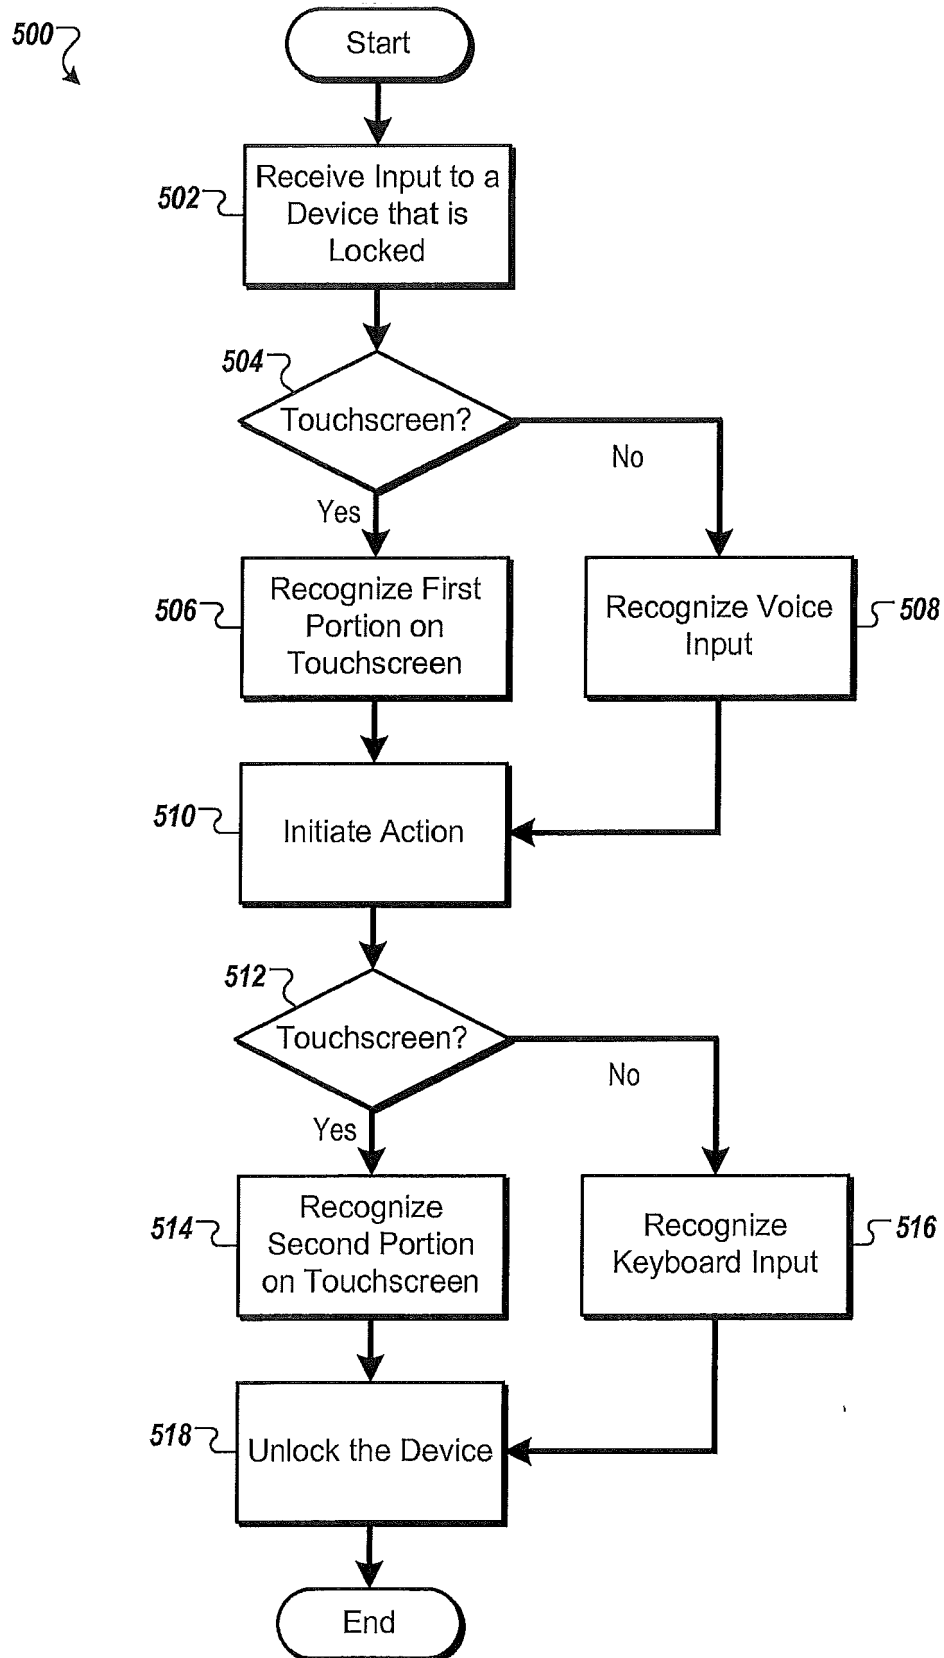 500
Start
502
Receive Input to a
Device that is
Locked
504
Touchscreen?
No
Yes
506
Recognize First
Portion on
Touchscreen
Recognize Voice
Input
508
510
Initiate Action
512
Touchscreen?
No
Yes
514
Recognize
Second Portion
on Touchscreen
Recognize
Keyboard Input
516
518
Unlock the Device
End